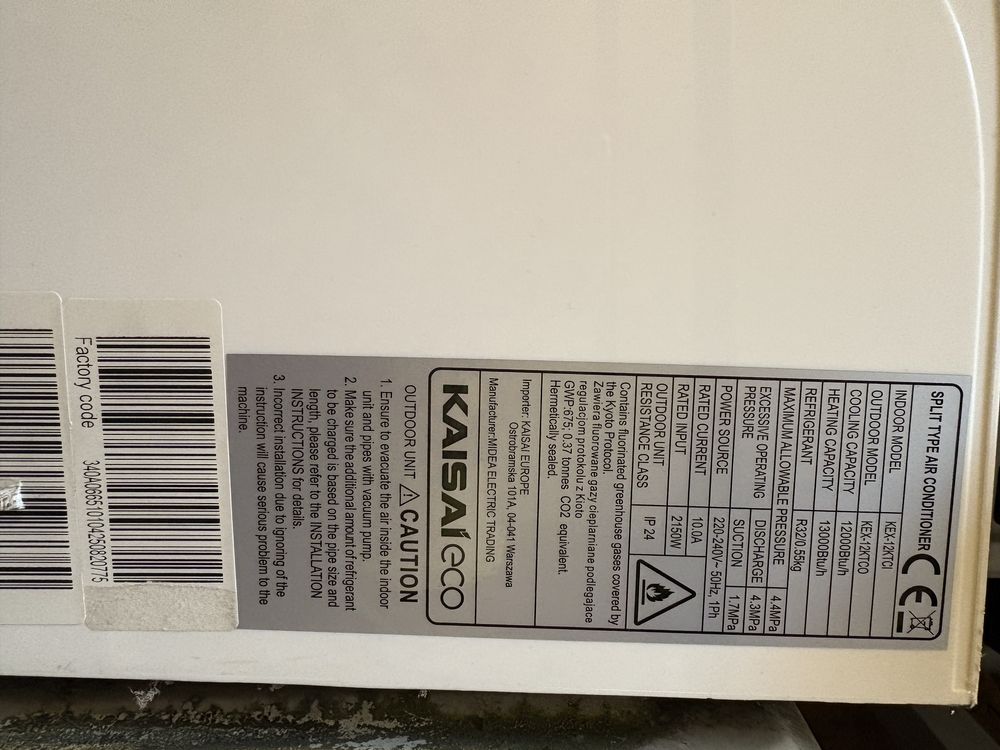 SPLIT TYPE AIR CONDITIONER CE
INDOOR MODEL KEX-12KTCI
OUTDOOR MODEL KEX-12KTCO
COOLING CAPACITY 12000Btu/h
HEATING CAPACITY 13000Btu/h
REFRIGERANT R32/0.55kg
MAXIMUM ALLOWABLE PRESSURE 4.4MPa
EXCESSIVE OPERATING DISCHARGE 4.3MPa
PRESSURE SUCTION 1.7MPa
POWER SOURCE 220-240V~ 50Hz, 1Ph
RATED CURRENT 10.0A
RATED INPUT 2150W
OUTDOOR UNIT
RESISTANCE CLASS IP 24
Contains fluorinated greenhouse gases covered by
the Kyoto Protocol.
Zawiera fluorowane gazy cieplarniane podlegajace
regulacjom protokolu z Kioto
GWP:675; 0.37 tonnes CO2 equivalent.
Hermetically sealed.
Importer: KAISAI EUROPE
Ostrobramska 101A, 04-041 Warszawa
Manufacturer:MIDEA ELECTRIC TRADING
KAISAI eco
OUTDOOR UNIT CAUTION
1. Ensure to evacuate the air inside the indoor
unit and pipes with vacuum pump.
2. Make sure the additional amount of refrigerant
to be charged is based on the pipe size and
length, please refer to the INSTALLATION
INSTRUCTIONS for details.
3. Incorrect installation due to ignoring of the
instruction will cause serious problem to the
machine.
340A066510104250820775
Factory code